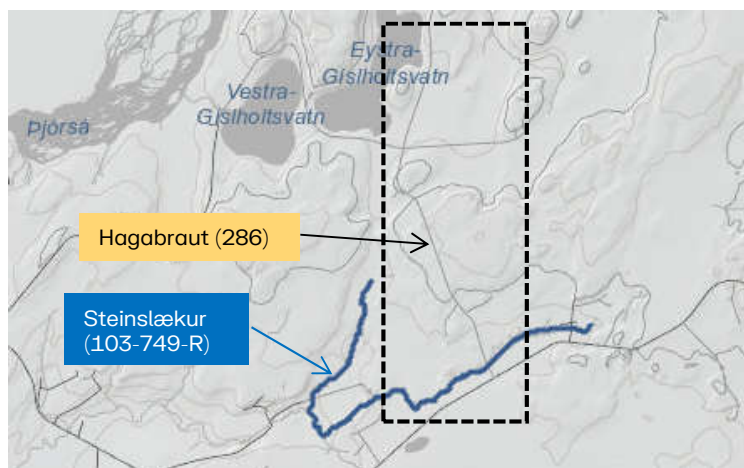 Eystra-
Gíslholtsvatn
Vestra-
Gíslholtsvatn
Þjórsá
Hagabraut (286)
Steinslækur
(103-749-R)